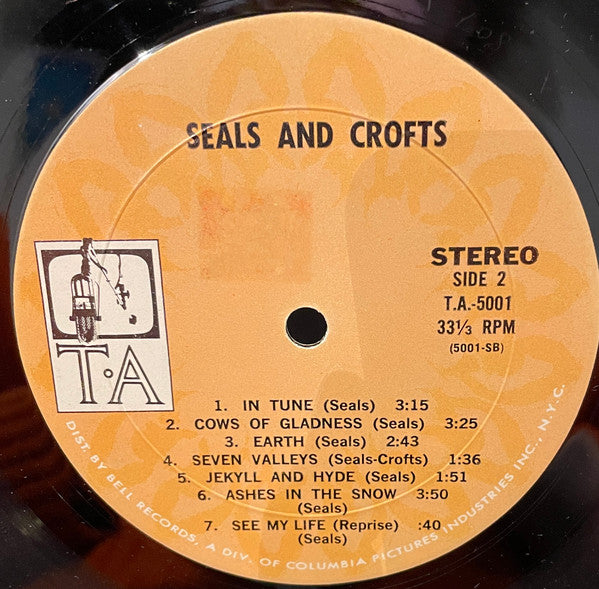 SEALS AND CROFTS
STEREO
SIDE 2
T.A.-5001
33⅓ RPM
(5001-SB)
T·A
1. IN TUNE (Seals) 3:15
2. COWS OF GLADNESS (Seals) 3:25
3. EARTH (Seals) 2:43
4. SEVEN VALLEYS (Seals-Crofts) 1:36
5. JEKYLL AND HYDE (Seals) 1:51
6. ASHES IN THE SNOW 3:50
(Seals)
7. SEE MY LIFE (Reprise) :40
(Seals)
DIST. BY BELL RECORDS, A DIV. OF COLUMBIA PICTURES INDUSTRIES INC., N.Y.C.